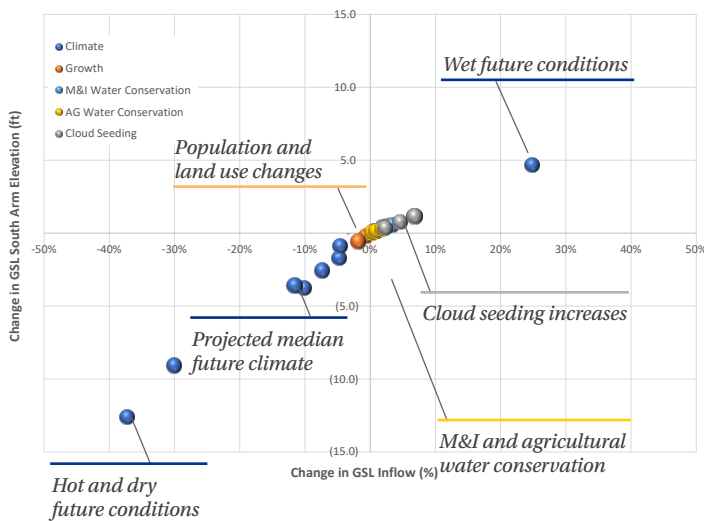 15.0
Climate
Growth
M&I Water Conservation
AG Water Conservation
Cloud Seeding
Wet future conditions
10.0
Population and
land use changes
5.0
Change in GSL South Arm Elevation (ft)
-50%
-40%
-30%
-20%
-10%
0%
10%
20%
30%
40%
50%
(5.0)
Cloud seeding increases
Projected median
future climate
(10.0)
M&I and agricultural
water conservation
(15.0)
Change in GSL Inflow (%)
Hot and dry
future conditions